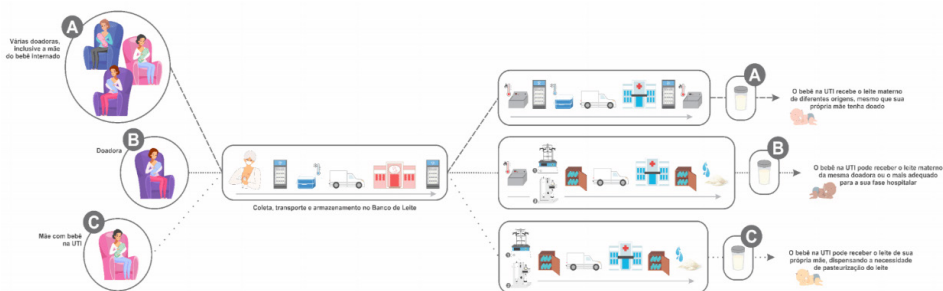 A
Várias doadoras,
inclusive a mãe
do bebê internado
B
Doadora
C
Mãe com bebê
na UTI
Coleta, transporte e armazenamento no Banco de Leite
A
O bebê na UTI recebe o leite materno
de diferentes origens, mesmo que sua
própria mãe tenha doado
B
O bebê na UTI pode receber o leite materno
da mesma doadora ou o mais adequado
para a sua fase hospitalar
C
O bebê na UTI pode receber o leite de sua
própria mãe, dispensando a necessidade
de pasteurização do leite